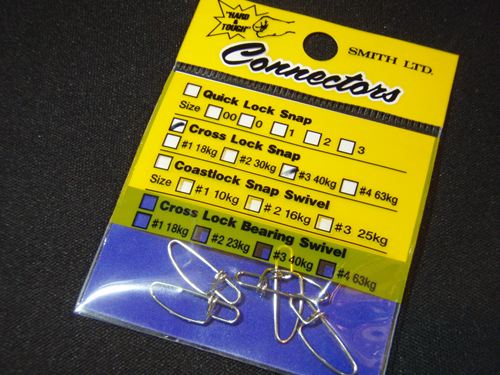 "HARD & TOUGH"
SMITH LTD.
Connectors
Quick Lock Snap
Size 00 0 1 2 3
Cross Lock Snap
#1 18kg #2 30kg #3 40kg #4 63kg
Coastlock Snap Swivel
Size #1 10kg #2 16kg #3 25kg
Cross Lock Bearing Swivel
#1 18kg #2 23kg #3 40kg #4 63kg